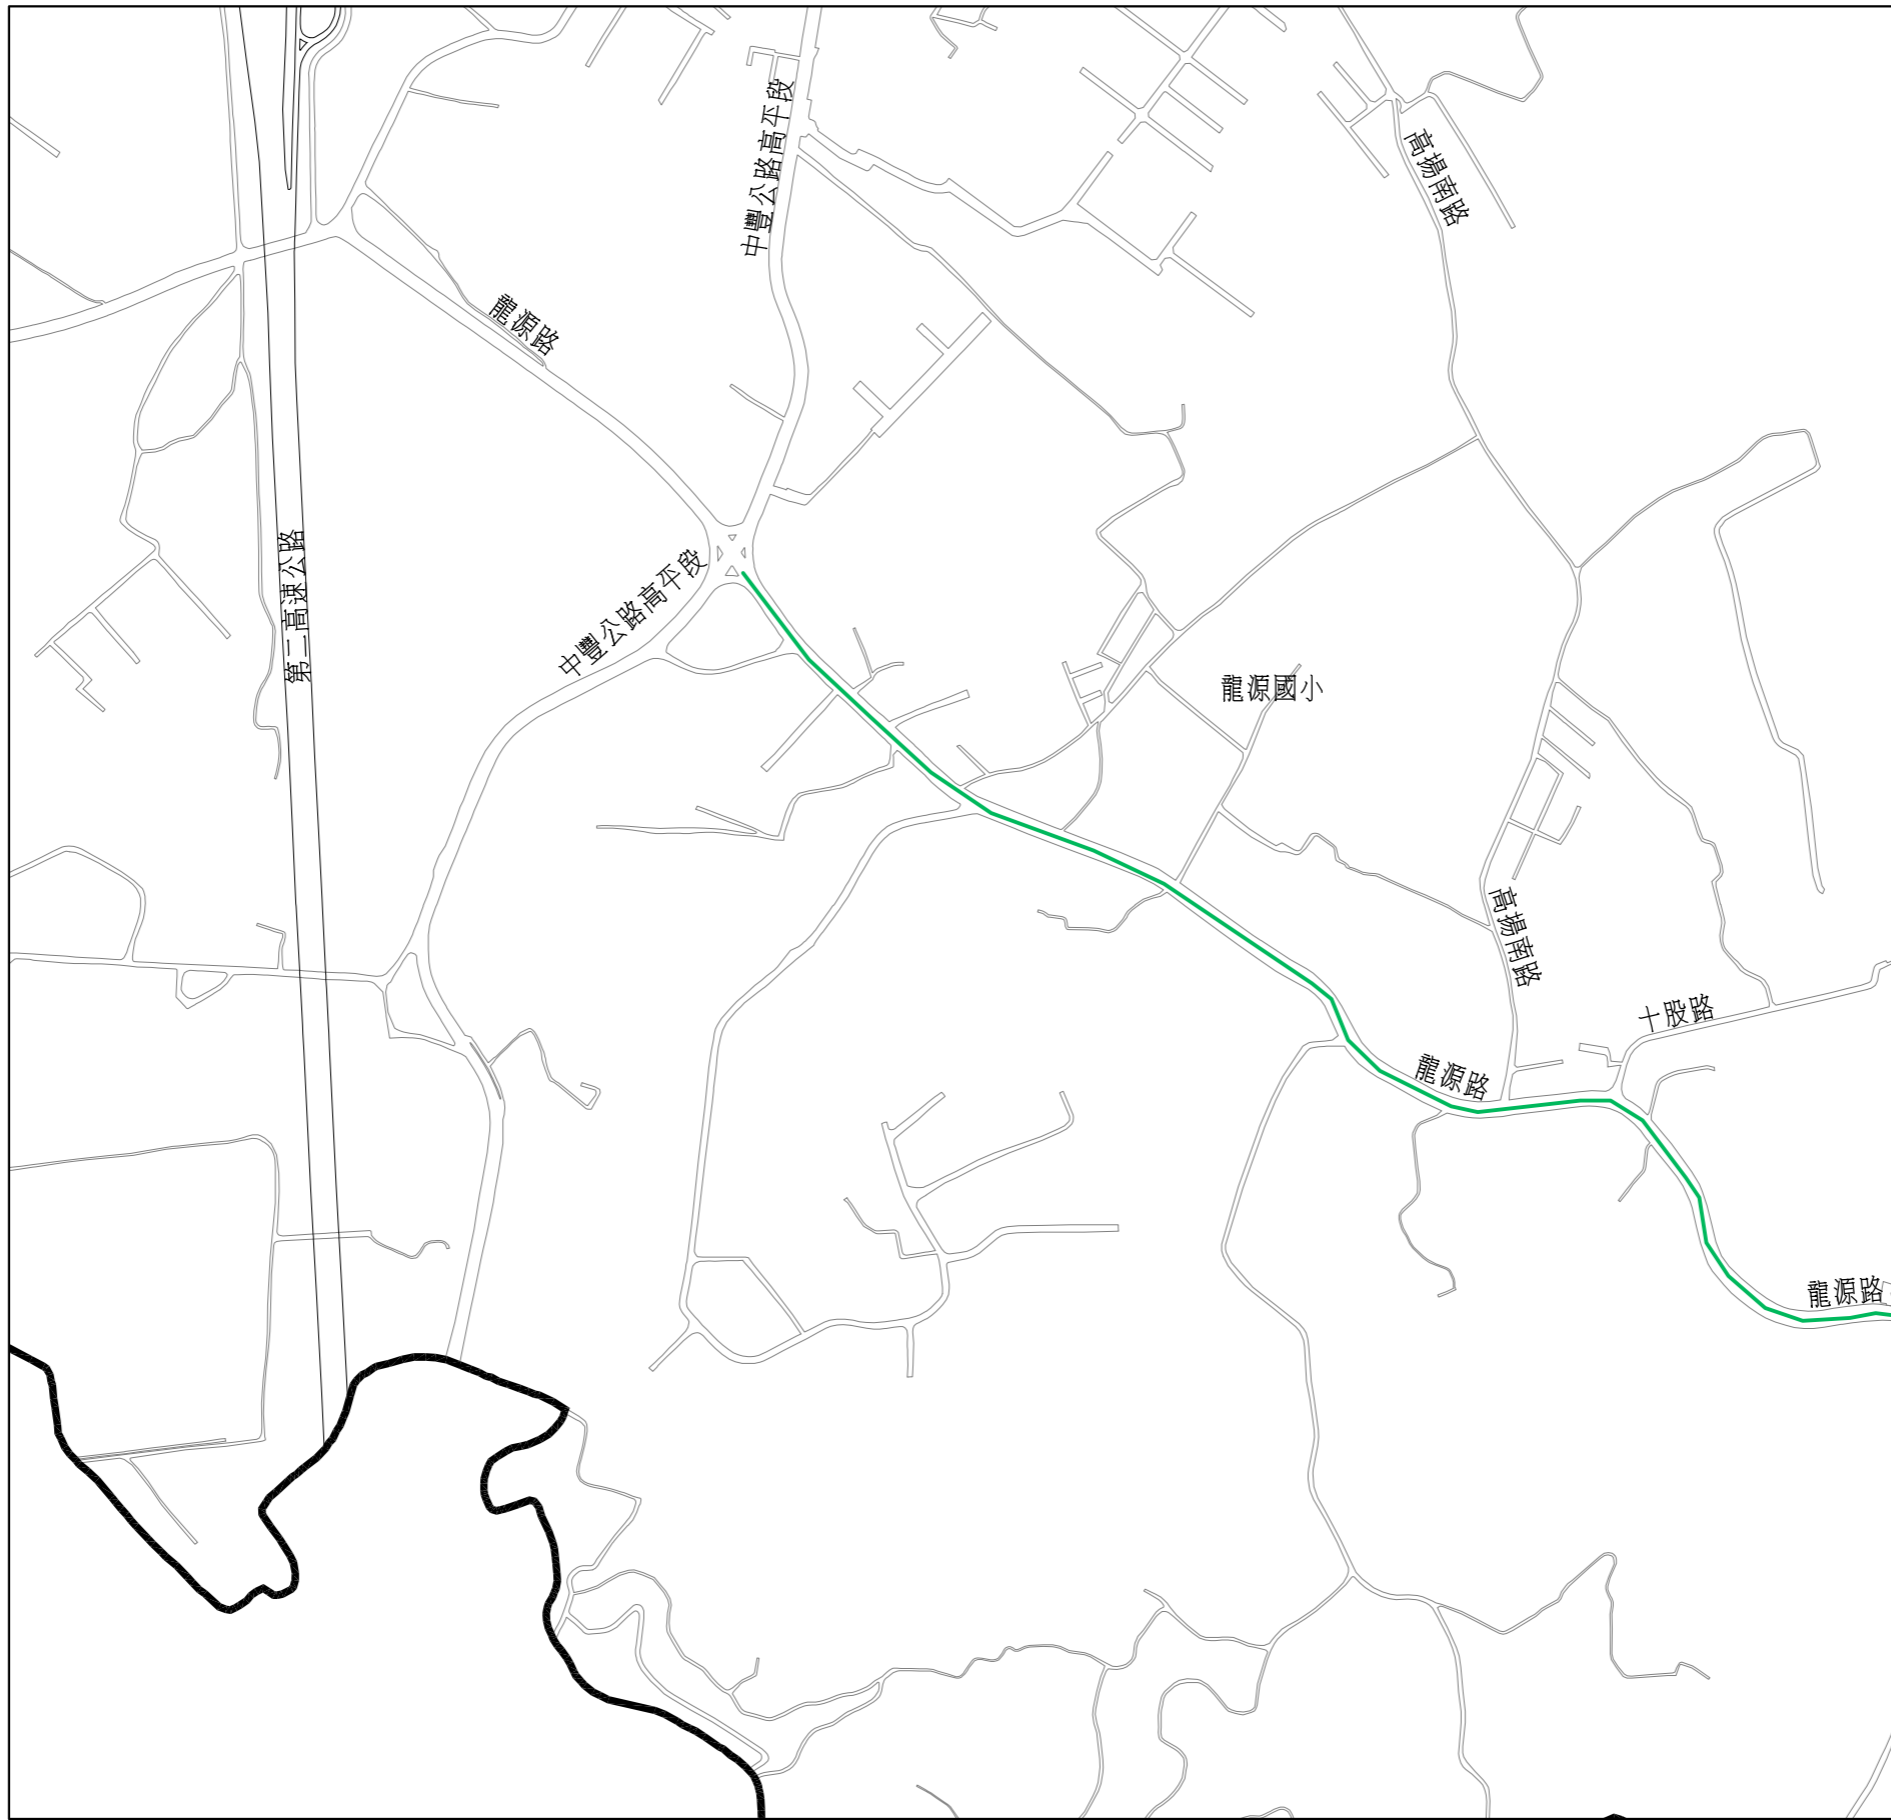 中豐公路高平段
高揚南路
龍源路
第二高速公路
中豐公路高平段
龍源國小
高揚南路
十股路
龍源路
龍源路